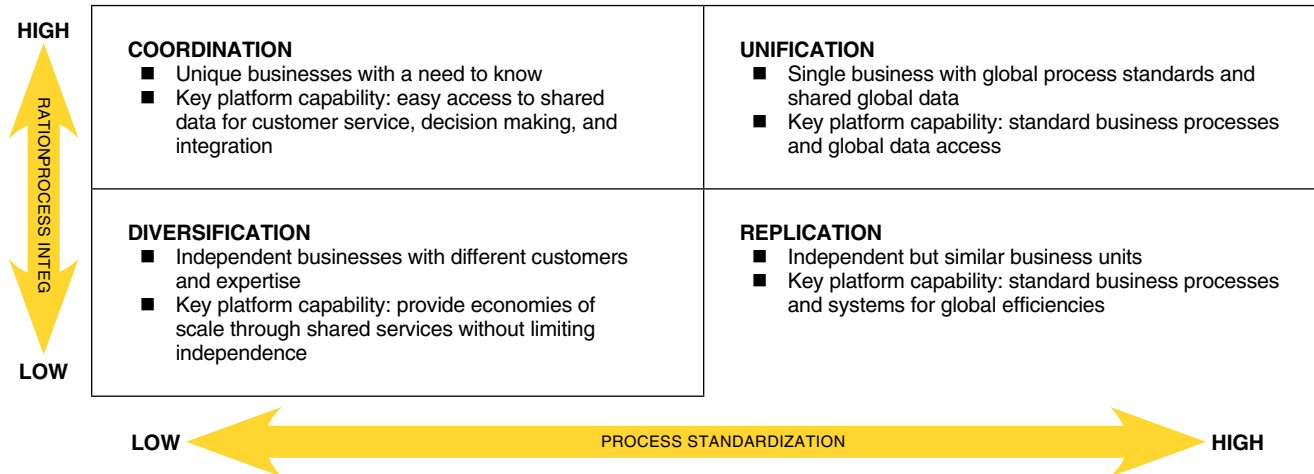 HIGH
COORDINATION
■ Unique businesses with a need to know
■ Key platform capability: easy access to shared
data for customer service, decision making, and
integration
UNIFICATION
■ Single business with global process standards and
shared global data
■ Key platform capability: standard business processes
and global data access
RATIONPROCESS INTEG
DIVERSIFICATION
■ Independent businesses with different customers
and expertise
■ Key platform capability: provide economies of
scale through shared services without limiting
independence
REPLICATION
■ Independent but similar business units
■ Key platform capability: standard business processes
and systems for global efficiencies
LOW
LOW
PROCESS STANDARDIZATION
HIGH